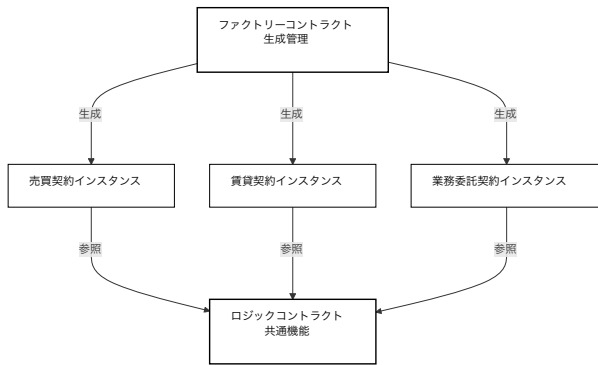 ファクトリーコントラクト
生成管理
生成
生成
生成
売買契約インスタンス
賃貸契約インスタンス
業務委託契約インスタンス
参照
参照
参照
ロジックコントラクト
共通機能